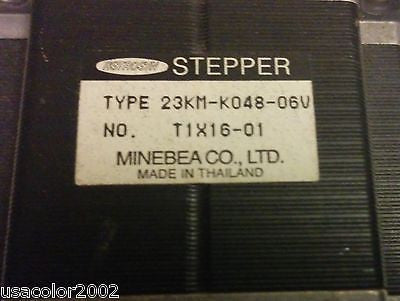 STEPPER
TYPE 23KM-K048-06V
NO. T1X16-01
MINEBEA CO., LTD.
MADE IN THAILAND
usacolor2002